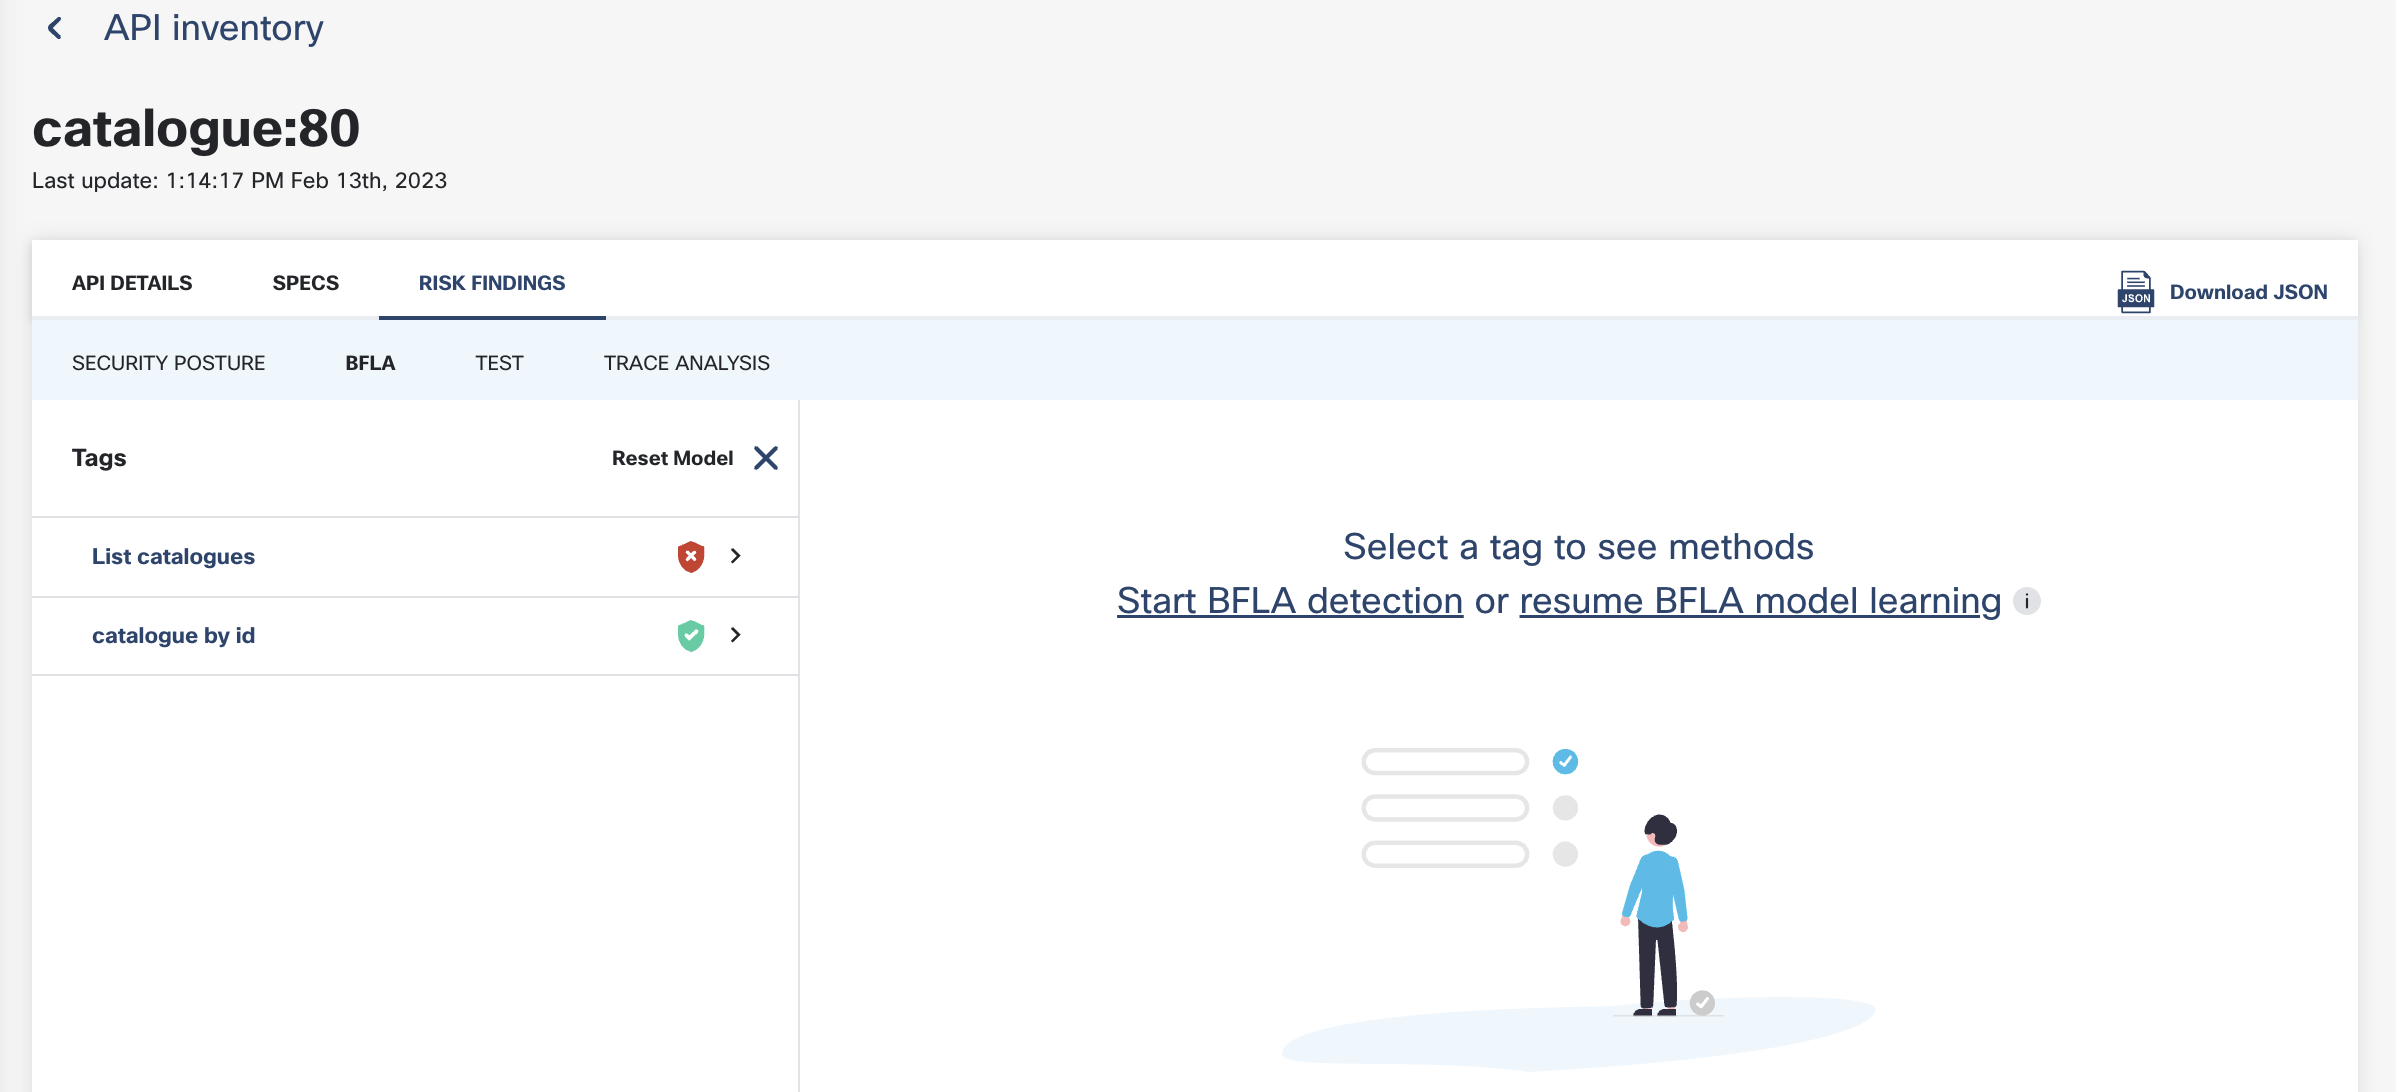 API inventory
catalogue:80
Last update: 1:14:17 PM Feb 13th, 2023
API DETAILS
SPECS
RISK FINDINGS
JSON
Download JSON
SECURITY POSTURE
BFLA
TEST
TRACE ANALYSIS
Tags
Reset Model
List catalogues
catalogue by id
Select a tag to see methods
Start BFLA detection or resume BFLA model learning i